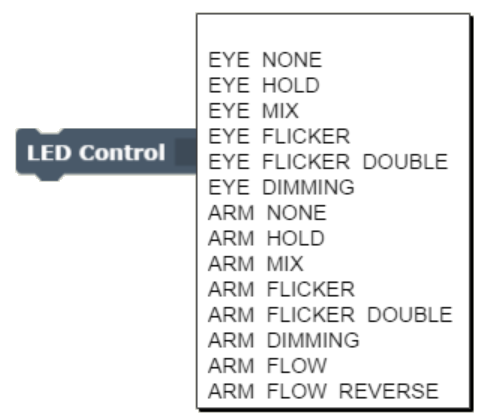 LED Control
EYE NONE
EYE HOLD
EYE MIX
EYE FLICKER
EYE FLICKER DOUBLE
EYE DIMMING
ARM NONE
ARM HOLD
ARM MIX
ARM FLICKER
ARM FLICKER DOUBLE
ARM DIMMING
ARM FLOW
ARM FLOW REVERSE